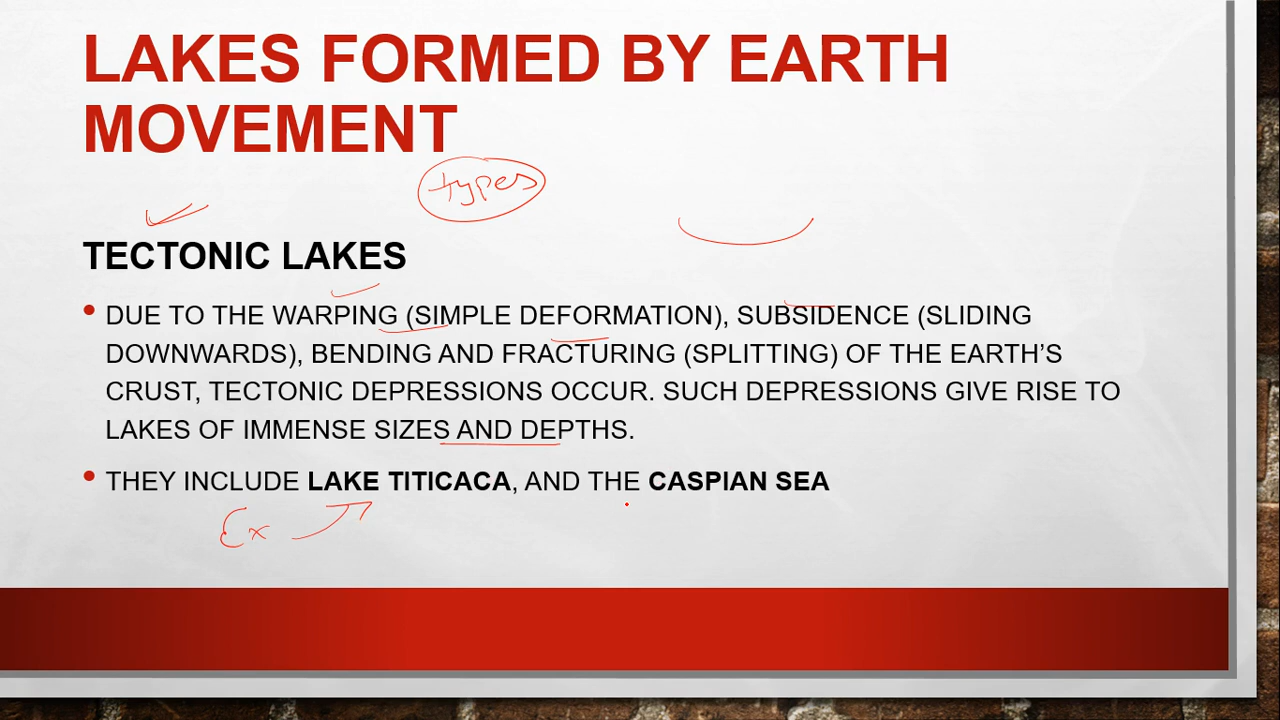 LAKES FORMED BY EARTH
MOVEMENT
types
TECTONIC LAKES
• DUE TO THE WARPING (SIMPLE DEFORMATION), SUBSIDENCE (SLIDING
DOWNWARDS), BENDING AND FRACTURING (SPLITTING) OF THE EARTH’S
CRUST, TECTONIC DEPRESSIONS OCCUR. SUCH DEPRESSIONS GIVE RISE TO
LAKES OF IMMENSE SIZES AND DEPTHS.
• THEY INCLUDE LAKE TITICACA, AND THE CASPIAN SEA
Ex